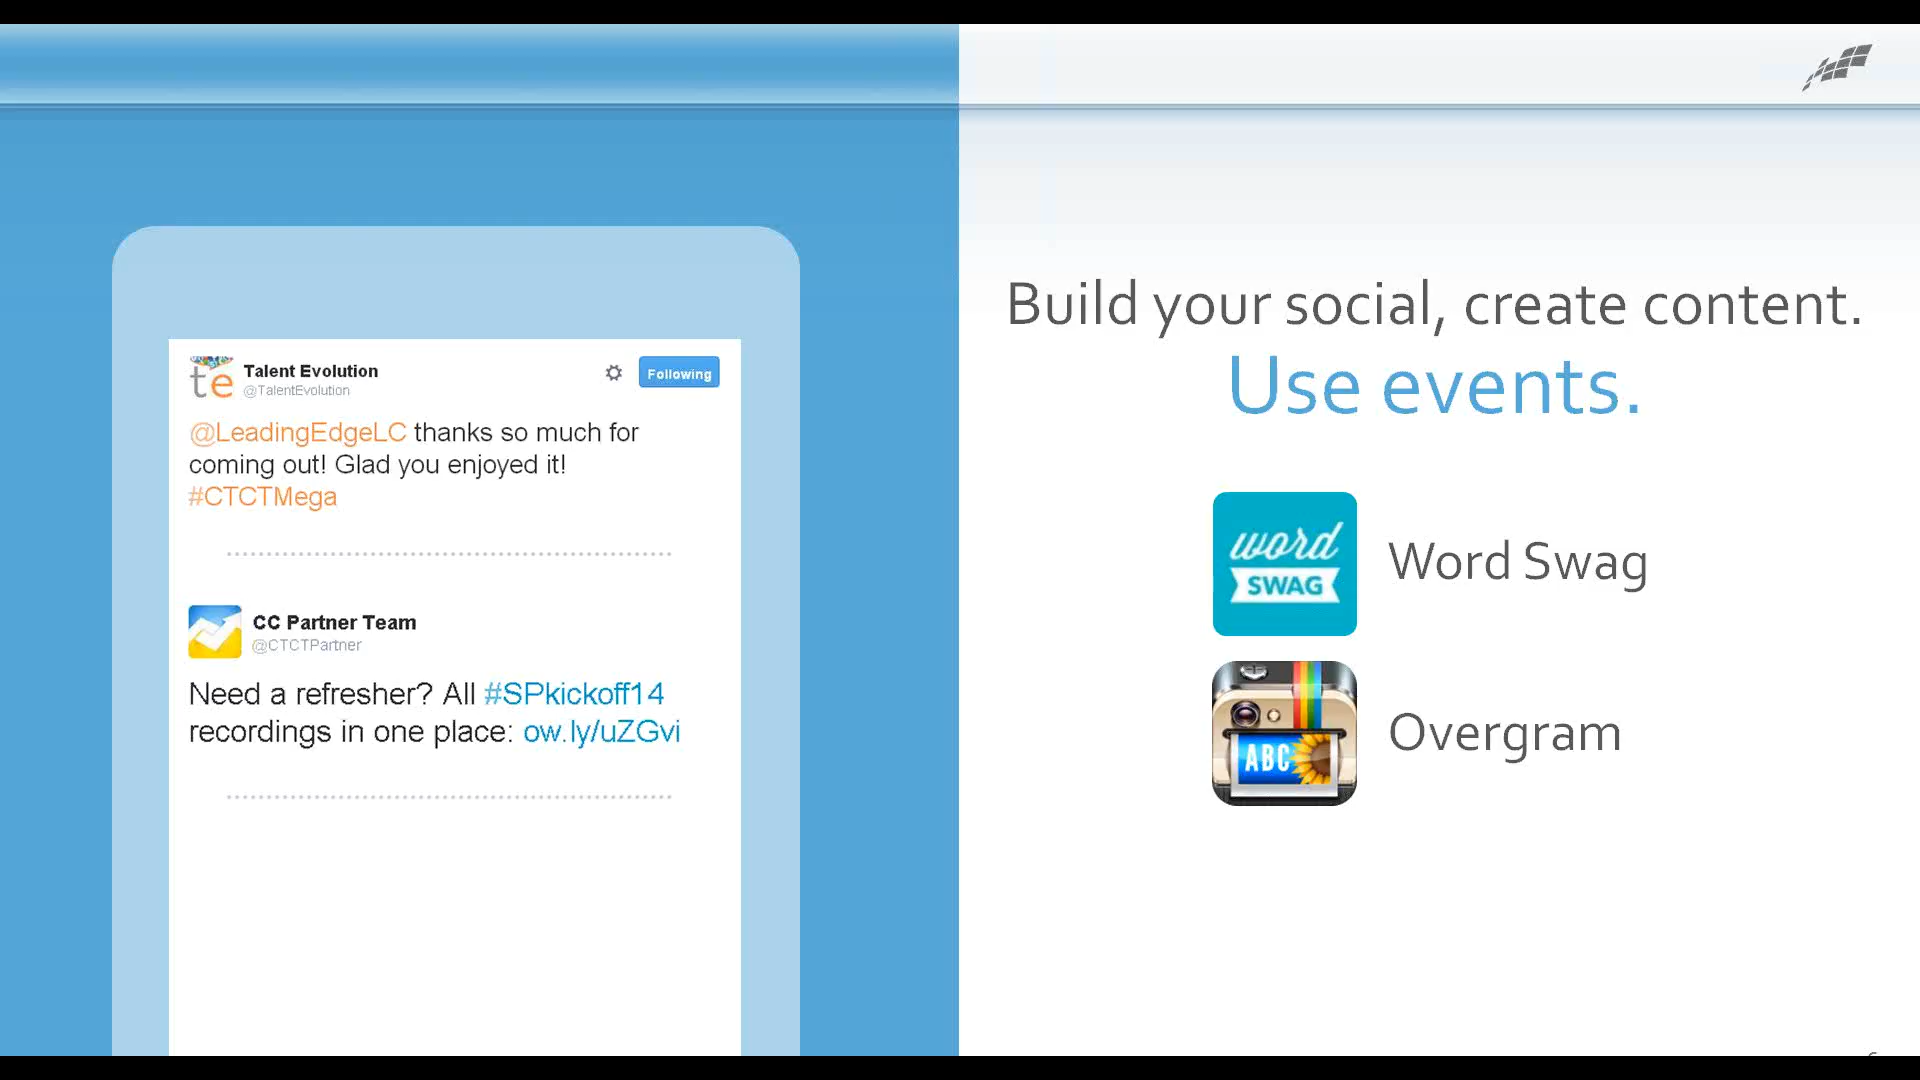 te
Talent Evolution
@TalentEvolution
Following
@LeadingEdgeLC thanks so much for
coming out! Glad you enjoyed it!
#CTCTMega
CC Partner Team
@CTCTPartner
Need a refresher? All #SPkickoff14
recordings in one place: ow.ly/uZGvi
Build your social, create content.
Use events.
word
SWAG
Word Swag
ABC
Overgram